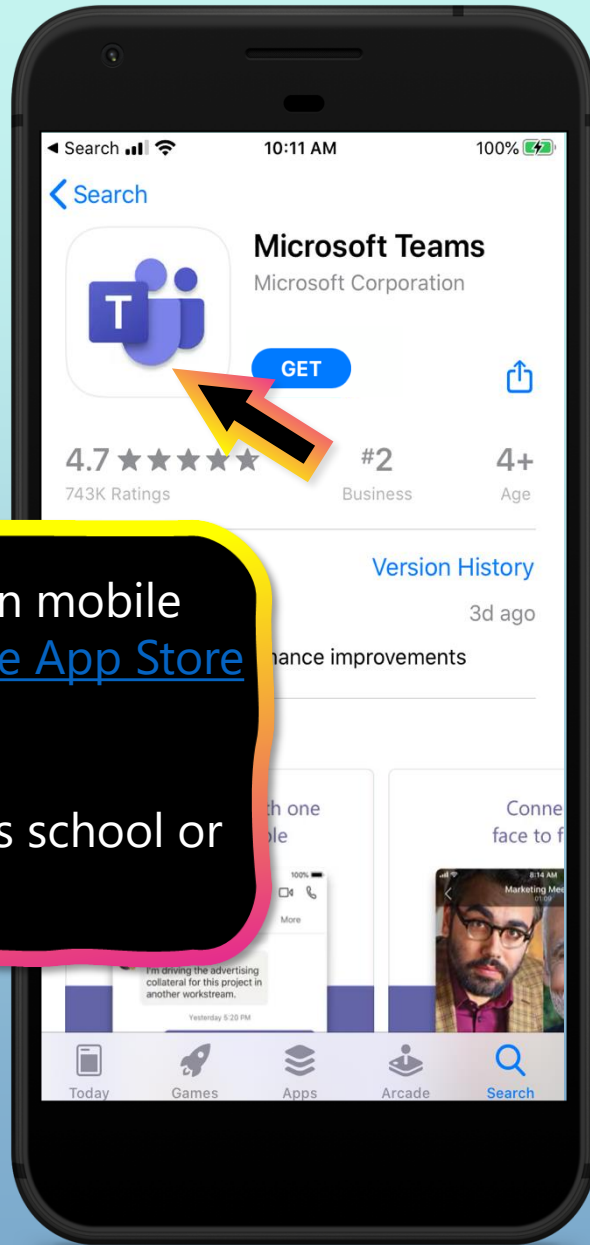 Search
10:11 AM
100%
Search
Microsoft Teams
Microsoft Corporation
T
GET
4.7
#2
4+
743K Ratings
Business
Age
Version History
3d ago
n mobile
e App Store
mance improvements
s school or
th one
Conne
face to f
100%
More
8:14 AM
Marketing Mee
01:09
I'm driving the advertising
collateral for this project in
another workstream.
Yesterday 5:20 PM
Today
Games
Apps
Arcade
Search